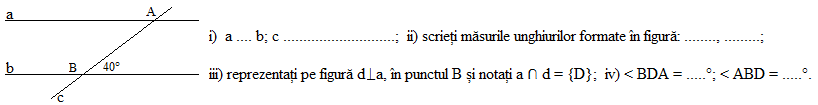 a A
i) a .... b; c ..............................; ii) scrieți măsurile unghiurilor formate în figură: ........, .........;
b B 40°
iii) reprezentați pe figură d⊥a, în punctul B și notați a ∩ d = {D}; iv) < BDA = .....°; < ABD = .....°.
c